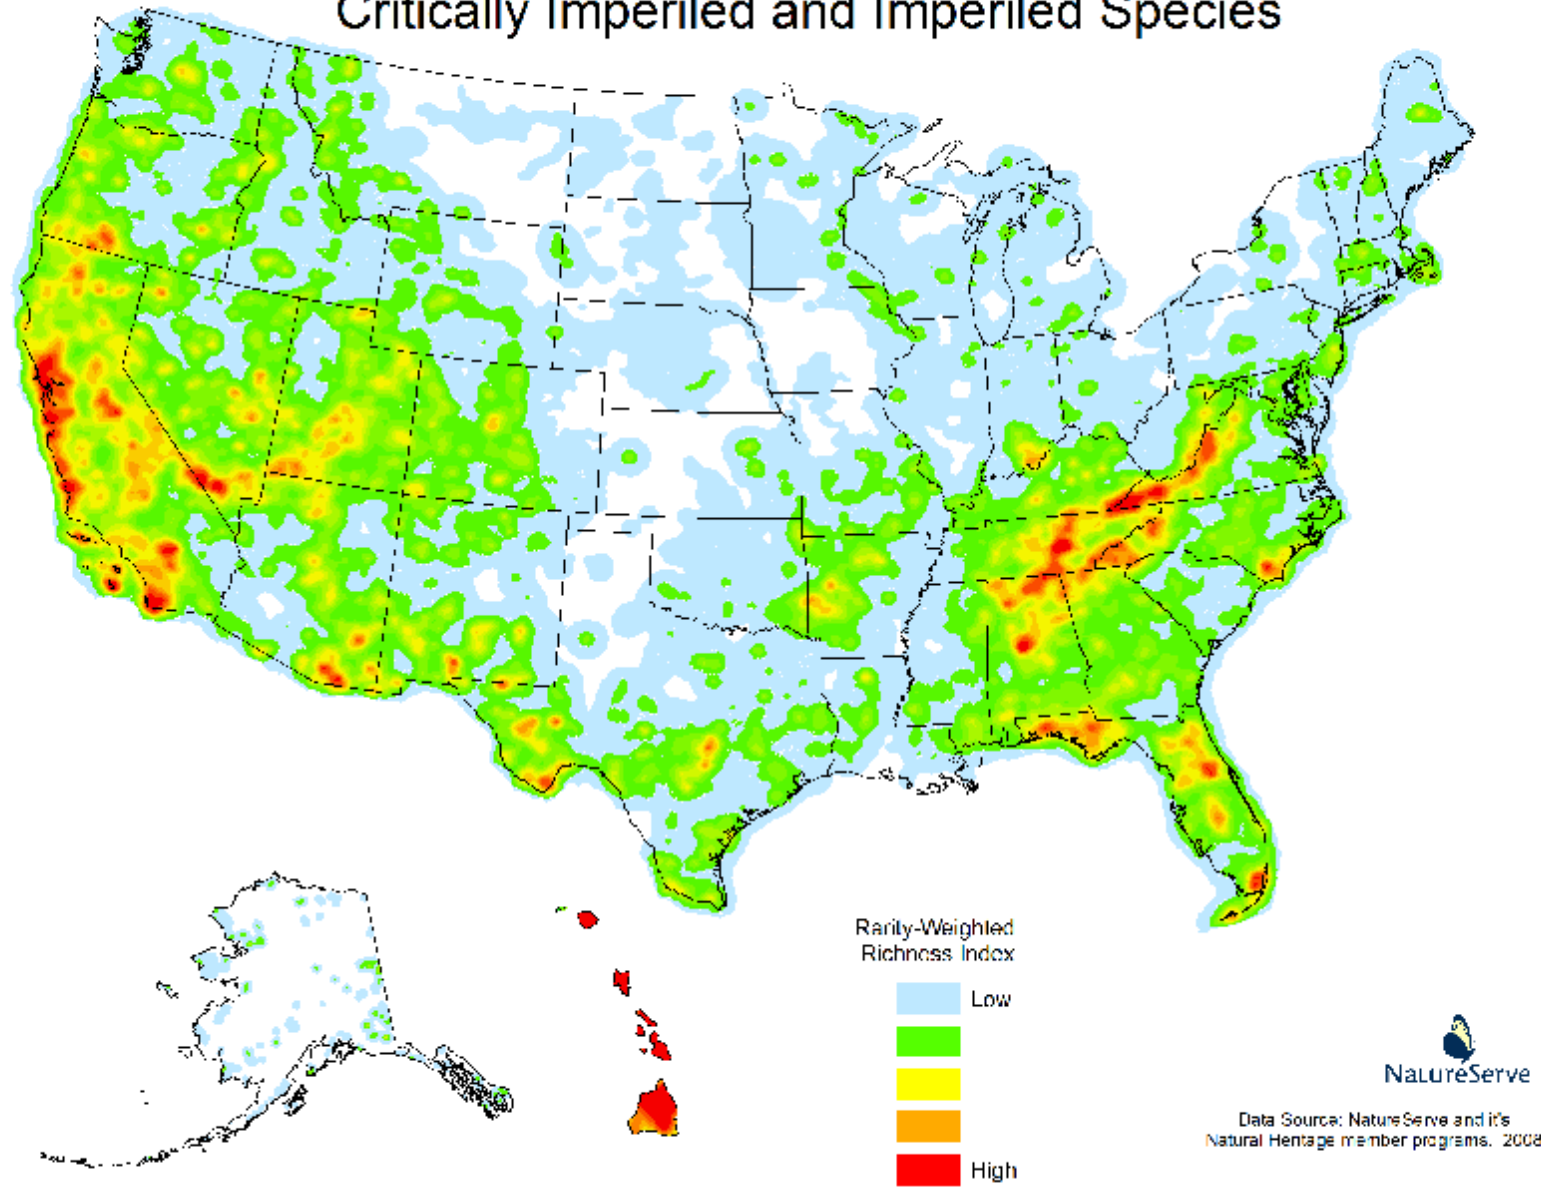 Critically Imperiled and Imperiled Species
Rarity-Weighted
Richness Index
Low
High
NatureServe
Data Source: NatureServe and it's
Natural Heritage member programs. 2008